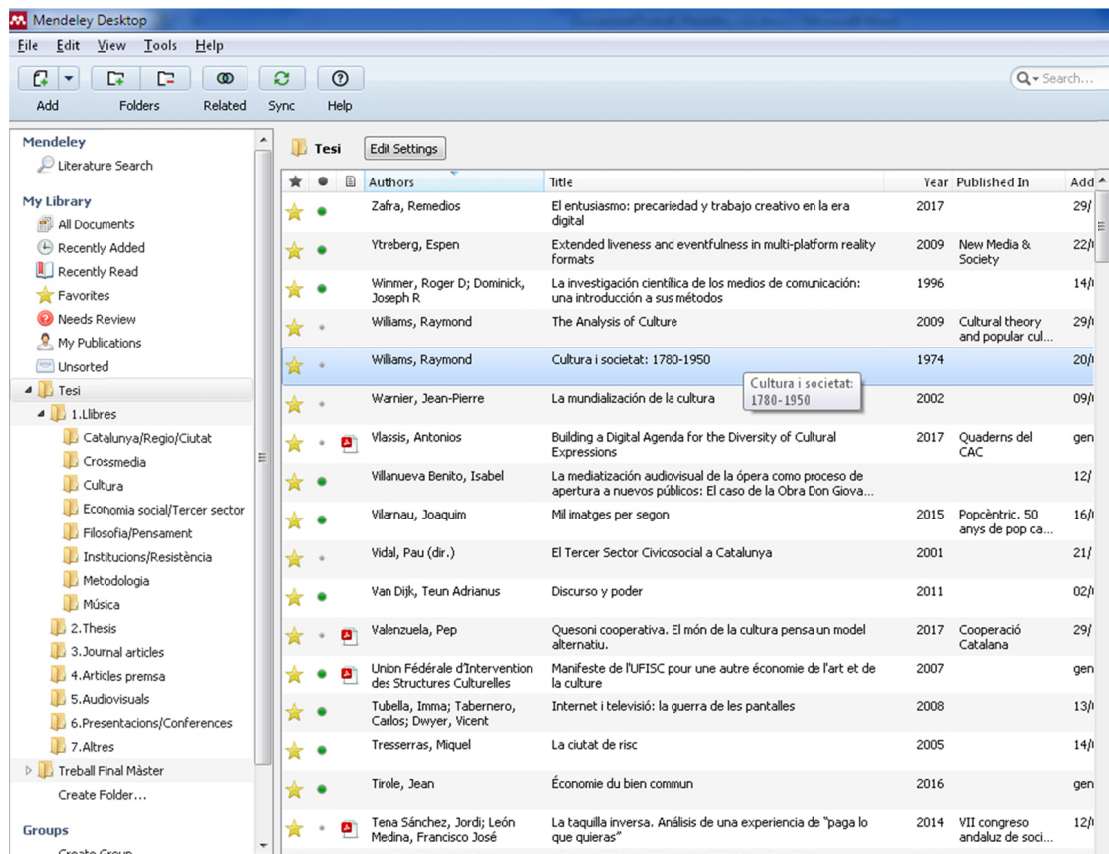 Mendeley Desktop
File Edit View Tools Help
Search...
Add Folders Related Sync Help
Mendeley
Literature Search
My Library
All Documents
Recently Added
Recently Read
Favorites
Needs Review
My Publications
Unsorted
Tesi
1.Llibres
Catalunya/Regio/Ciutat
Crossmedia
Cultura
Economia social/Tercer sector
Filosofia/Pensament
Institucions/Resistència
Metodologia
Música
2.Thesis
3.Journal articles
4.Articles premsa
5.Audiovisuals
6.Presentacions/Conferences
7.Altres
Treball Final Màster
Create Folder...
Groups
Create Group
Tesi Edit Settings
Authors Title Year Published In Add
Zafra, Remedios El entusiasmo: precariedad y trabajo creativo en la era 2017 29/
digital
Ytreberg, Espen Extended liveness and eventfulness in multi-platform reality 2009 New Media & 22/
formats Society
Wimmer, Roger D; Dominick, La investigación científica de los medios de comunicación: 1996 14/
Joseph R una introducción a sus métodos
Williams, Raymond The Analysis of Culture 2009 Cultural theory 29/
and popular cul...
Williams, Raymond Cultura i societat: 1780-1950 1974 20/
Cultura i societat:
1780-1950
Warnier, Jean-Pierre La mundialización de la cultura 2002 09/
Vlassis, Antonios Building a Digital Agenda for the Diversity of Cultural 2017 Quaderns del gen
Expressions CAC
Villanueva Benito, Isabel La mediatización audiovisual de la ópera como proceso de 12/
apertura a nuevos públicos: El caso de la Obra Don Giova...
Vilarnau, Joaquim Mil imatges per segon 2015 Popcèntric. 50 16/
anys de pop ca...
Vidal, Pau (dir.) El Tercer Sector Civicosocial a Catalunya 2001 21/
Van Dijk, Teun Adrianus Discurso y poder 2011 02/
Valenzuela, Pep Quesoni cooperativa. El món de la cultura pensa un model 2017 Cooperació 29/
alternatiu. Catalana
Union Fédérale d'Intervention Manifeste de l'UFISC pour une autre économie de l'art et de 2007 gen
des Structures Culturelles la culture
Tubella, Imma; Tabernero, Internet i televisió: la guerra de les pantalles 2008 13/
Carlos; Dwyer, Vicent
Tresserras, Miquel La ciutat de risc 2005 14/
Tirole, Jean Économie du bien commun 2016 gen
Tena Sánchez, Jordi; León La taquilla inversa. Análisis de una experiencia de "paga lo 2014 VII congreso 12/
Medina, Francisco José que quieras" andaluz de soci...